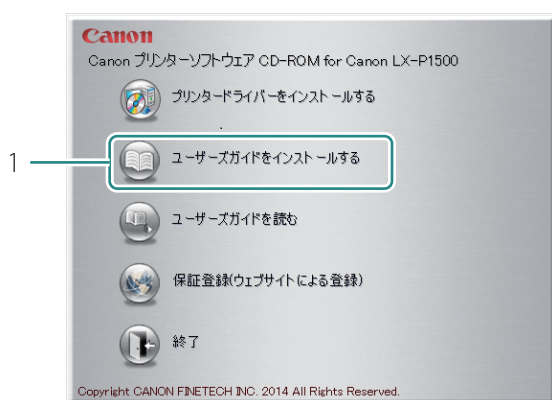 Canon
Canon プリンターソフトウェア CD-ROM for Canon LX-P1500
プリンタードライバーをインストールする
1
ユーザーズガイドをインストールする
ユーザーズガイドを読む
保証登録(ウェブサイトによる登録)
終了
Copyright CANON FINETECH INC. 2014 All Rights Reserved.